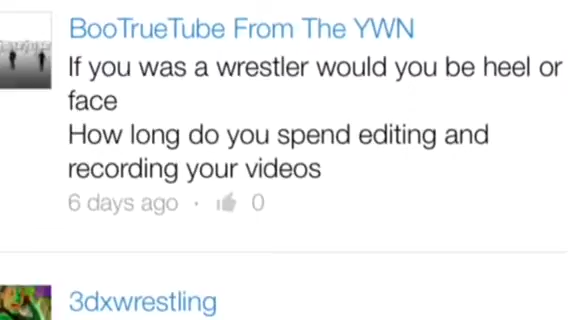 BooTrueTube From The YWN
If you was a wrestler would you be heel or
face
How long do you spend editing and
recording your videos
6 days ago · 0
3dxwrestling